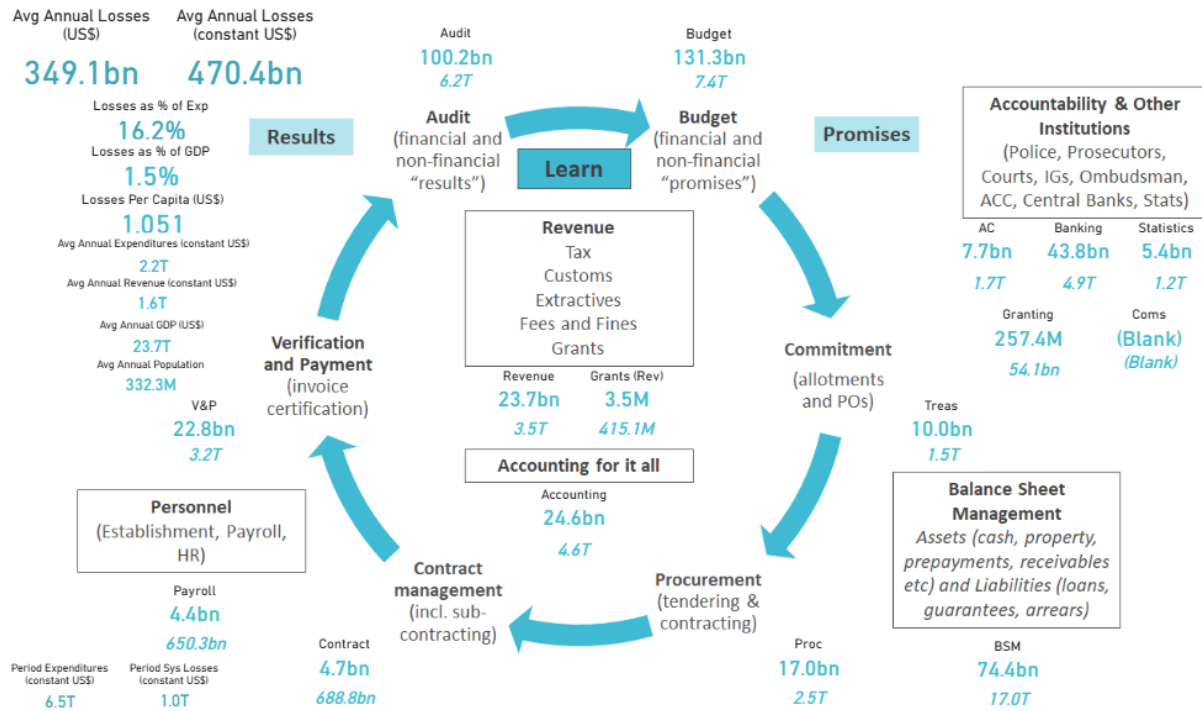 Avg Annual Losses
(US$)
349.1bn
Avg Annual Losses
(constant US$)
470.4bn
Losses as % of Exp
16.2%
Losses as % of GDP
1.5%
Losses Per Capita (US$)
1.051
Avg Annual Expenditures (constant US$)
2.2T
Avg Annual Revenue (constant US$)
1.6T
Avg Annual GDP (US$)
23.7T
Avg Annual Population
332.3M
Results
Audit
100.2bn
6.2T
Audit
(financial and
non-financial
“results”)
Learn
Budget
131.3bn
7.4T
Budget
(financial and
non-financial
“promises”)
Promises
Accountability & Other
Institutions
(Police, Prosecutors,
Courts, IGs, Ombudsman,
ACC, Central Banks, Stats)
AC
7.7bn
1.7T
Banking
43.8bn
4.9T
Statistics
5.4bn
1.2T
Granting
257.4M
54.1bn
Coms
(Blank)
(Blank)
Revenue
Tax
Customs
Extractives
Fees and Fines
Grants
Revenue
23.7bn
3.5T
Grants (Rev)
3.5M
415.1M
Accounting for it all
Accounting
24.6bn
4.6T
Commitment
(allotments
and POs)
Treas
10.0bn
1.5T
Balance Sheet
Management
Assets (cash, property,
prepayments, receivables
etc) and Liabilities (loans,
guarantees, arrears)
BSM
74.4bn
17.0T
Procurement
(tendering &
contracting)
Proc
17.0bn
2.5T
Contract
management
(incl. sub-
contracting)
Contract
4.7bn
688.8bn
Verification
and Payment
(invoice
certification)
V&P
22.8bn
3.2T
Personnel
(Establishment, Payroll,
HR)
Payroll
4.4bn
650.3bn
Period Expenditures
(constant US$)
6.5T
Period Sys Losses
(constant US$)
1.0T